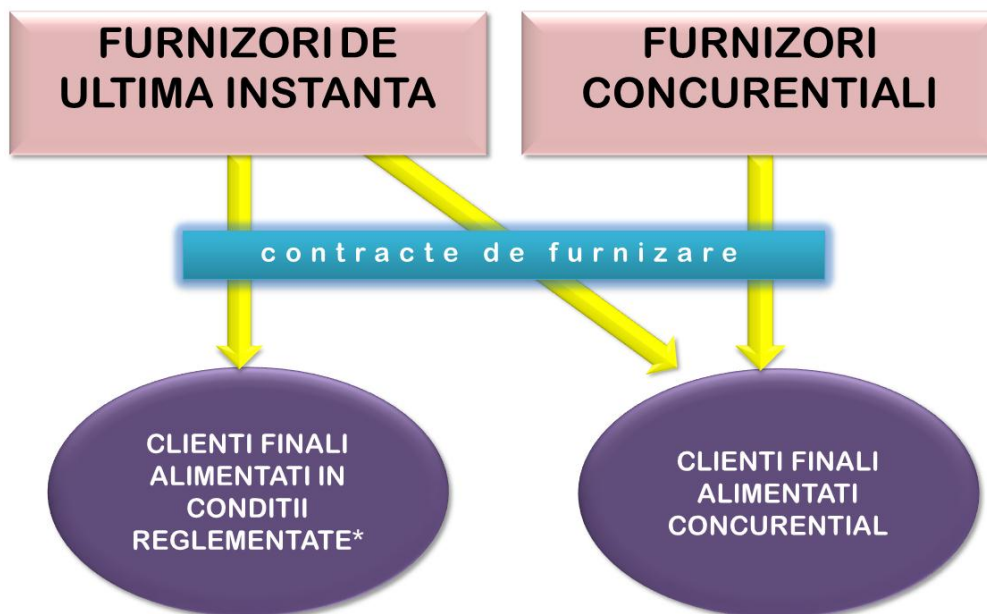 FURNIZORI DE
ULTIMA INSTANTA
FURNIZORI
CONCURENTIALI
contracte de furnizare
CLIENTI FINALI
ALIMENTATI IN
CONDITII
REGLEMENTATE*
CLIENTI FINALI
ALIMENTATI
CONCURENTIAL